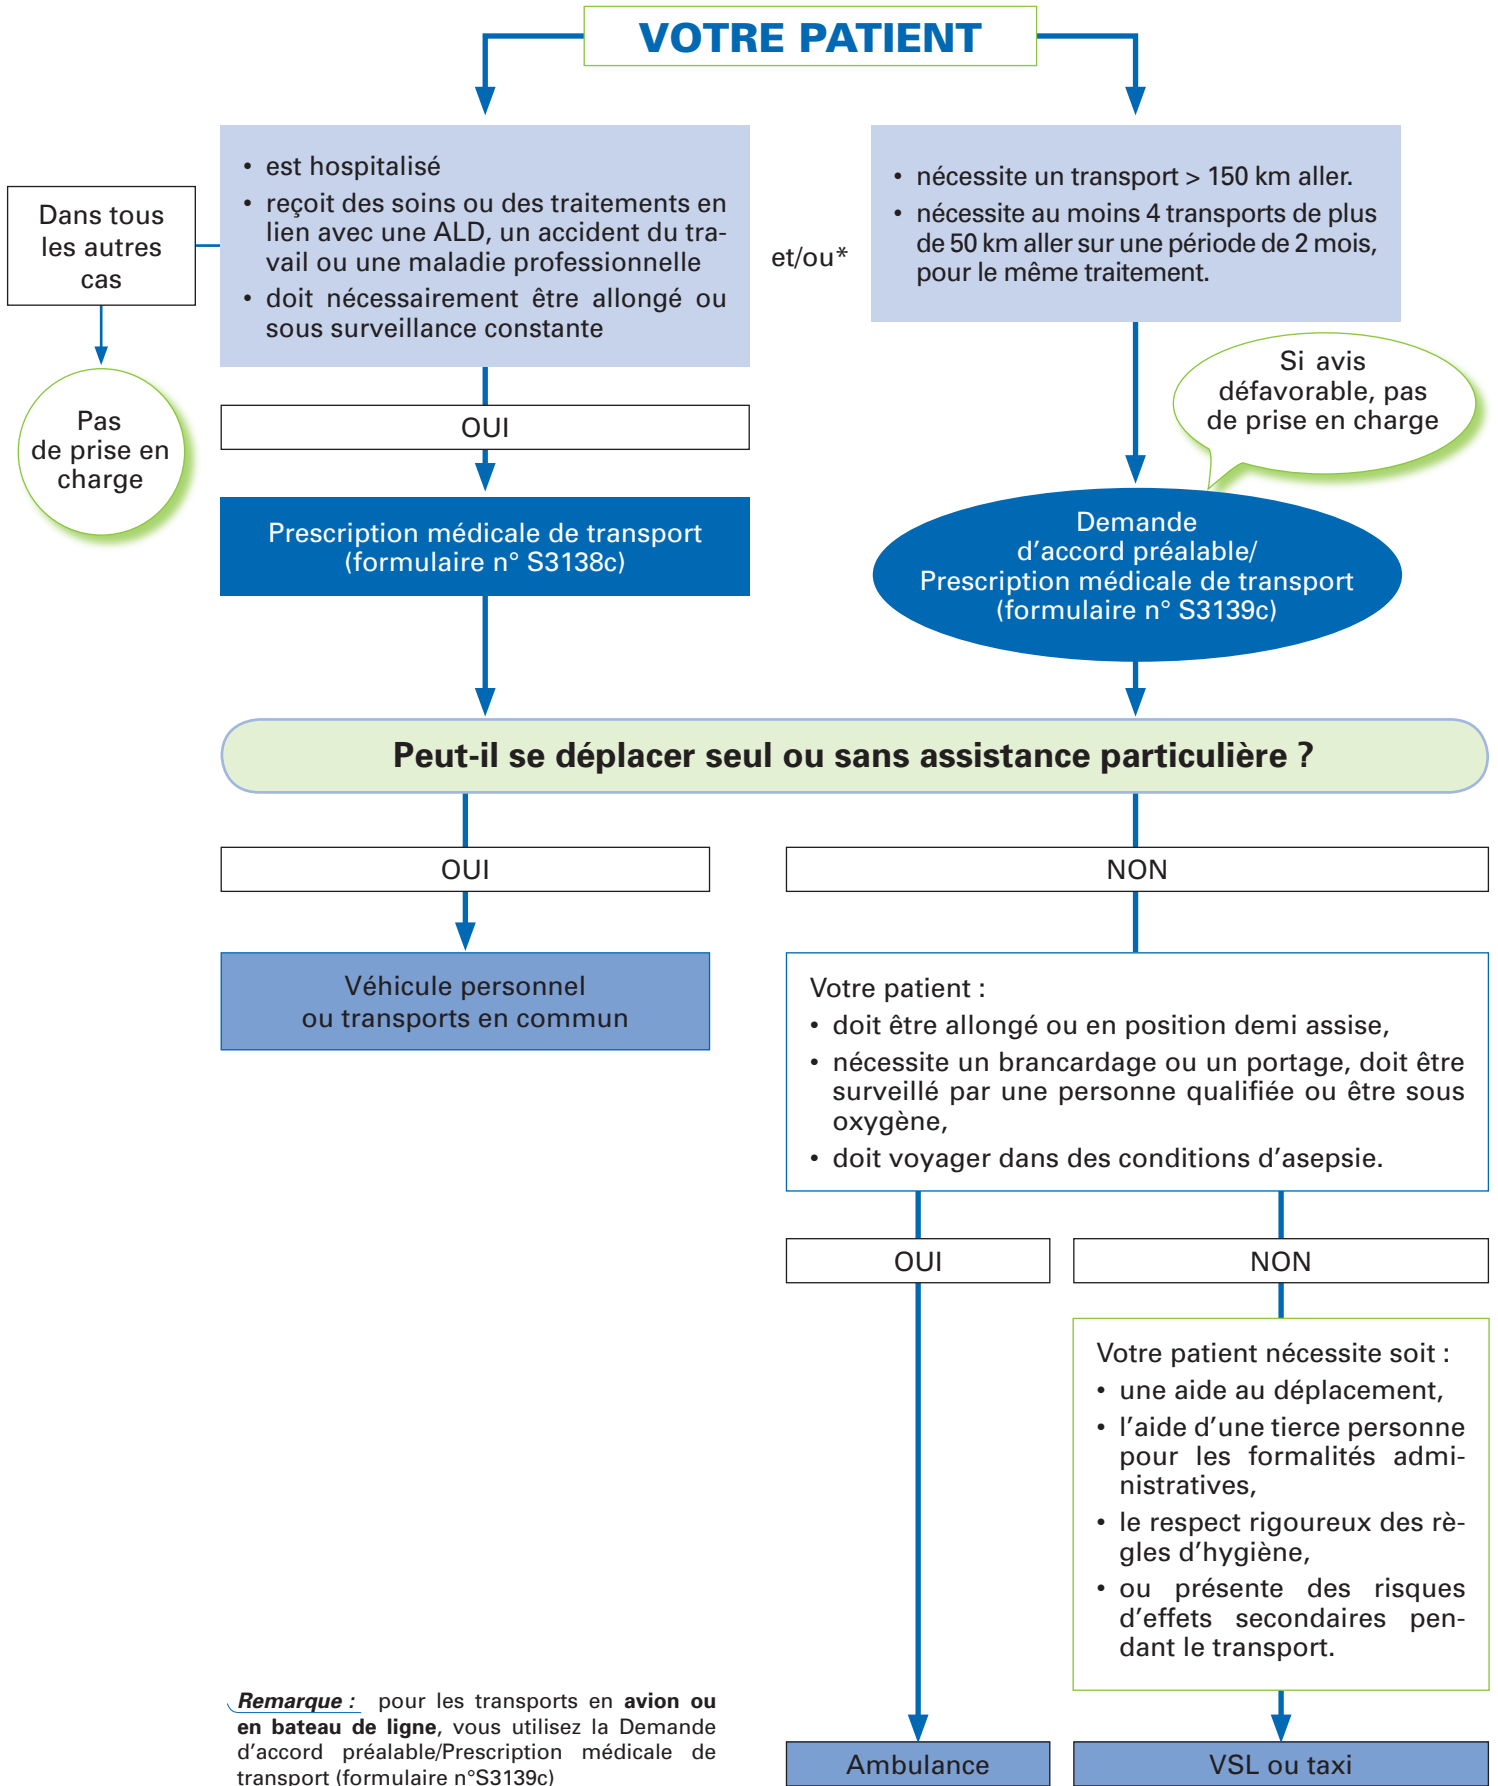 VOTRE PATIENT
Dans tous
les autres
cas
Pas
de prise en
charge
• est hospitalisé
• reçoit des soins ou des traitements en
lien avec une ALD, un accident du tra-
vail ou une maladie professionnelle
• doit nécessairement être allongé ou
sous surveillance constante
et/ou*
• nécessite un transport > 150 km aller.
• nécessite au moins 4 transports de plus
de 50 km aller sur une période de 2 mois,
pour le même traitement.
Si avis
défavorable, pas
de prise en charge
OUI
Prescription médicale de transport
(formulaire n° S3138c)
Demande
d’accord préalable/
Prescription médicale de transport
(formulaire n° S3139c)
Peut-il se déplacer seul ou sans assistance particulière ?
OUI
NON
Véhicule personnel
ou transports en commun
Votre patient :
• doit être allongé ou en position demi assise,
• nécessite un brancardage ou un portage, doit être
surveillé par une personne qualifiée ou être sous
oxygène,
• doit voyager dans des conditions d’asepsie.
OUI
NON
Votre patient nécessite soit :
• une aide au déplacement,
• l’aide d’une tierce personne
pour les formalités admi-
nistratives,
• le respect rigoureux des rè-
gles d’hygiène,
• ou présente des risques
d’effets secondaires pen-
dant le transport.
Remarque : pour les transports en avion ou
en bateau de ligne, vous utilisez la Demande
d’accord préalable/Prescription médicale de
transport (formulaire n°S3139c)
Ambulance
VSL ou taxi